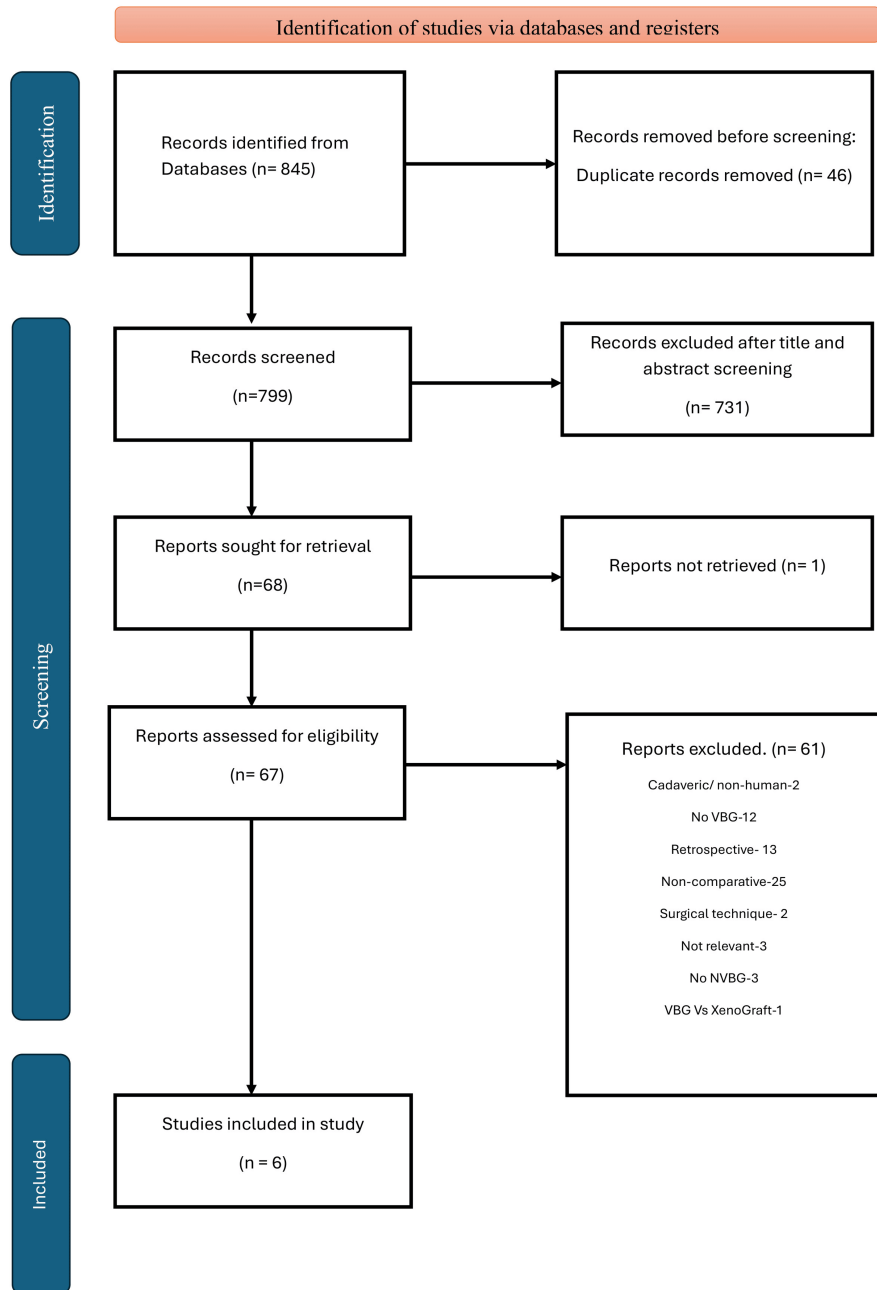 Identification of studies via databases and registers
Identification
Records identified from
Databases (n= 845)
Records removed before screening:
Duplicate records removed (n= 46)
Screening
Records screened
(n=799)
Records excluded after title and
abstract screening
(n= 731)
Reports sought for retrieval
(n=68)
Reports not retrieved (n= 1)
Reports assessed for eligibility
(n= 67)
Reports excluded. (n= 61)
Cadaveric/ non-human-2
No VBG-12
Retrospective- 13
Non-comparative-25
Surgical technique- 2
Not relevant-3
No NVBG-3
VBG Vs XenoGraft-1
Included
Studies included in study
(n = 6)